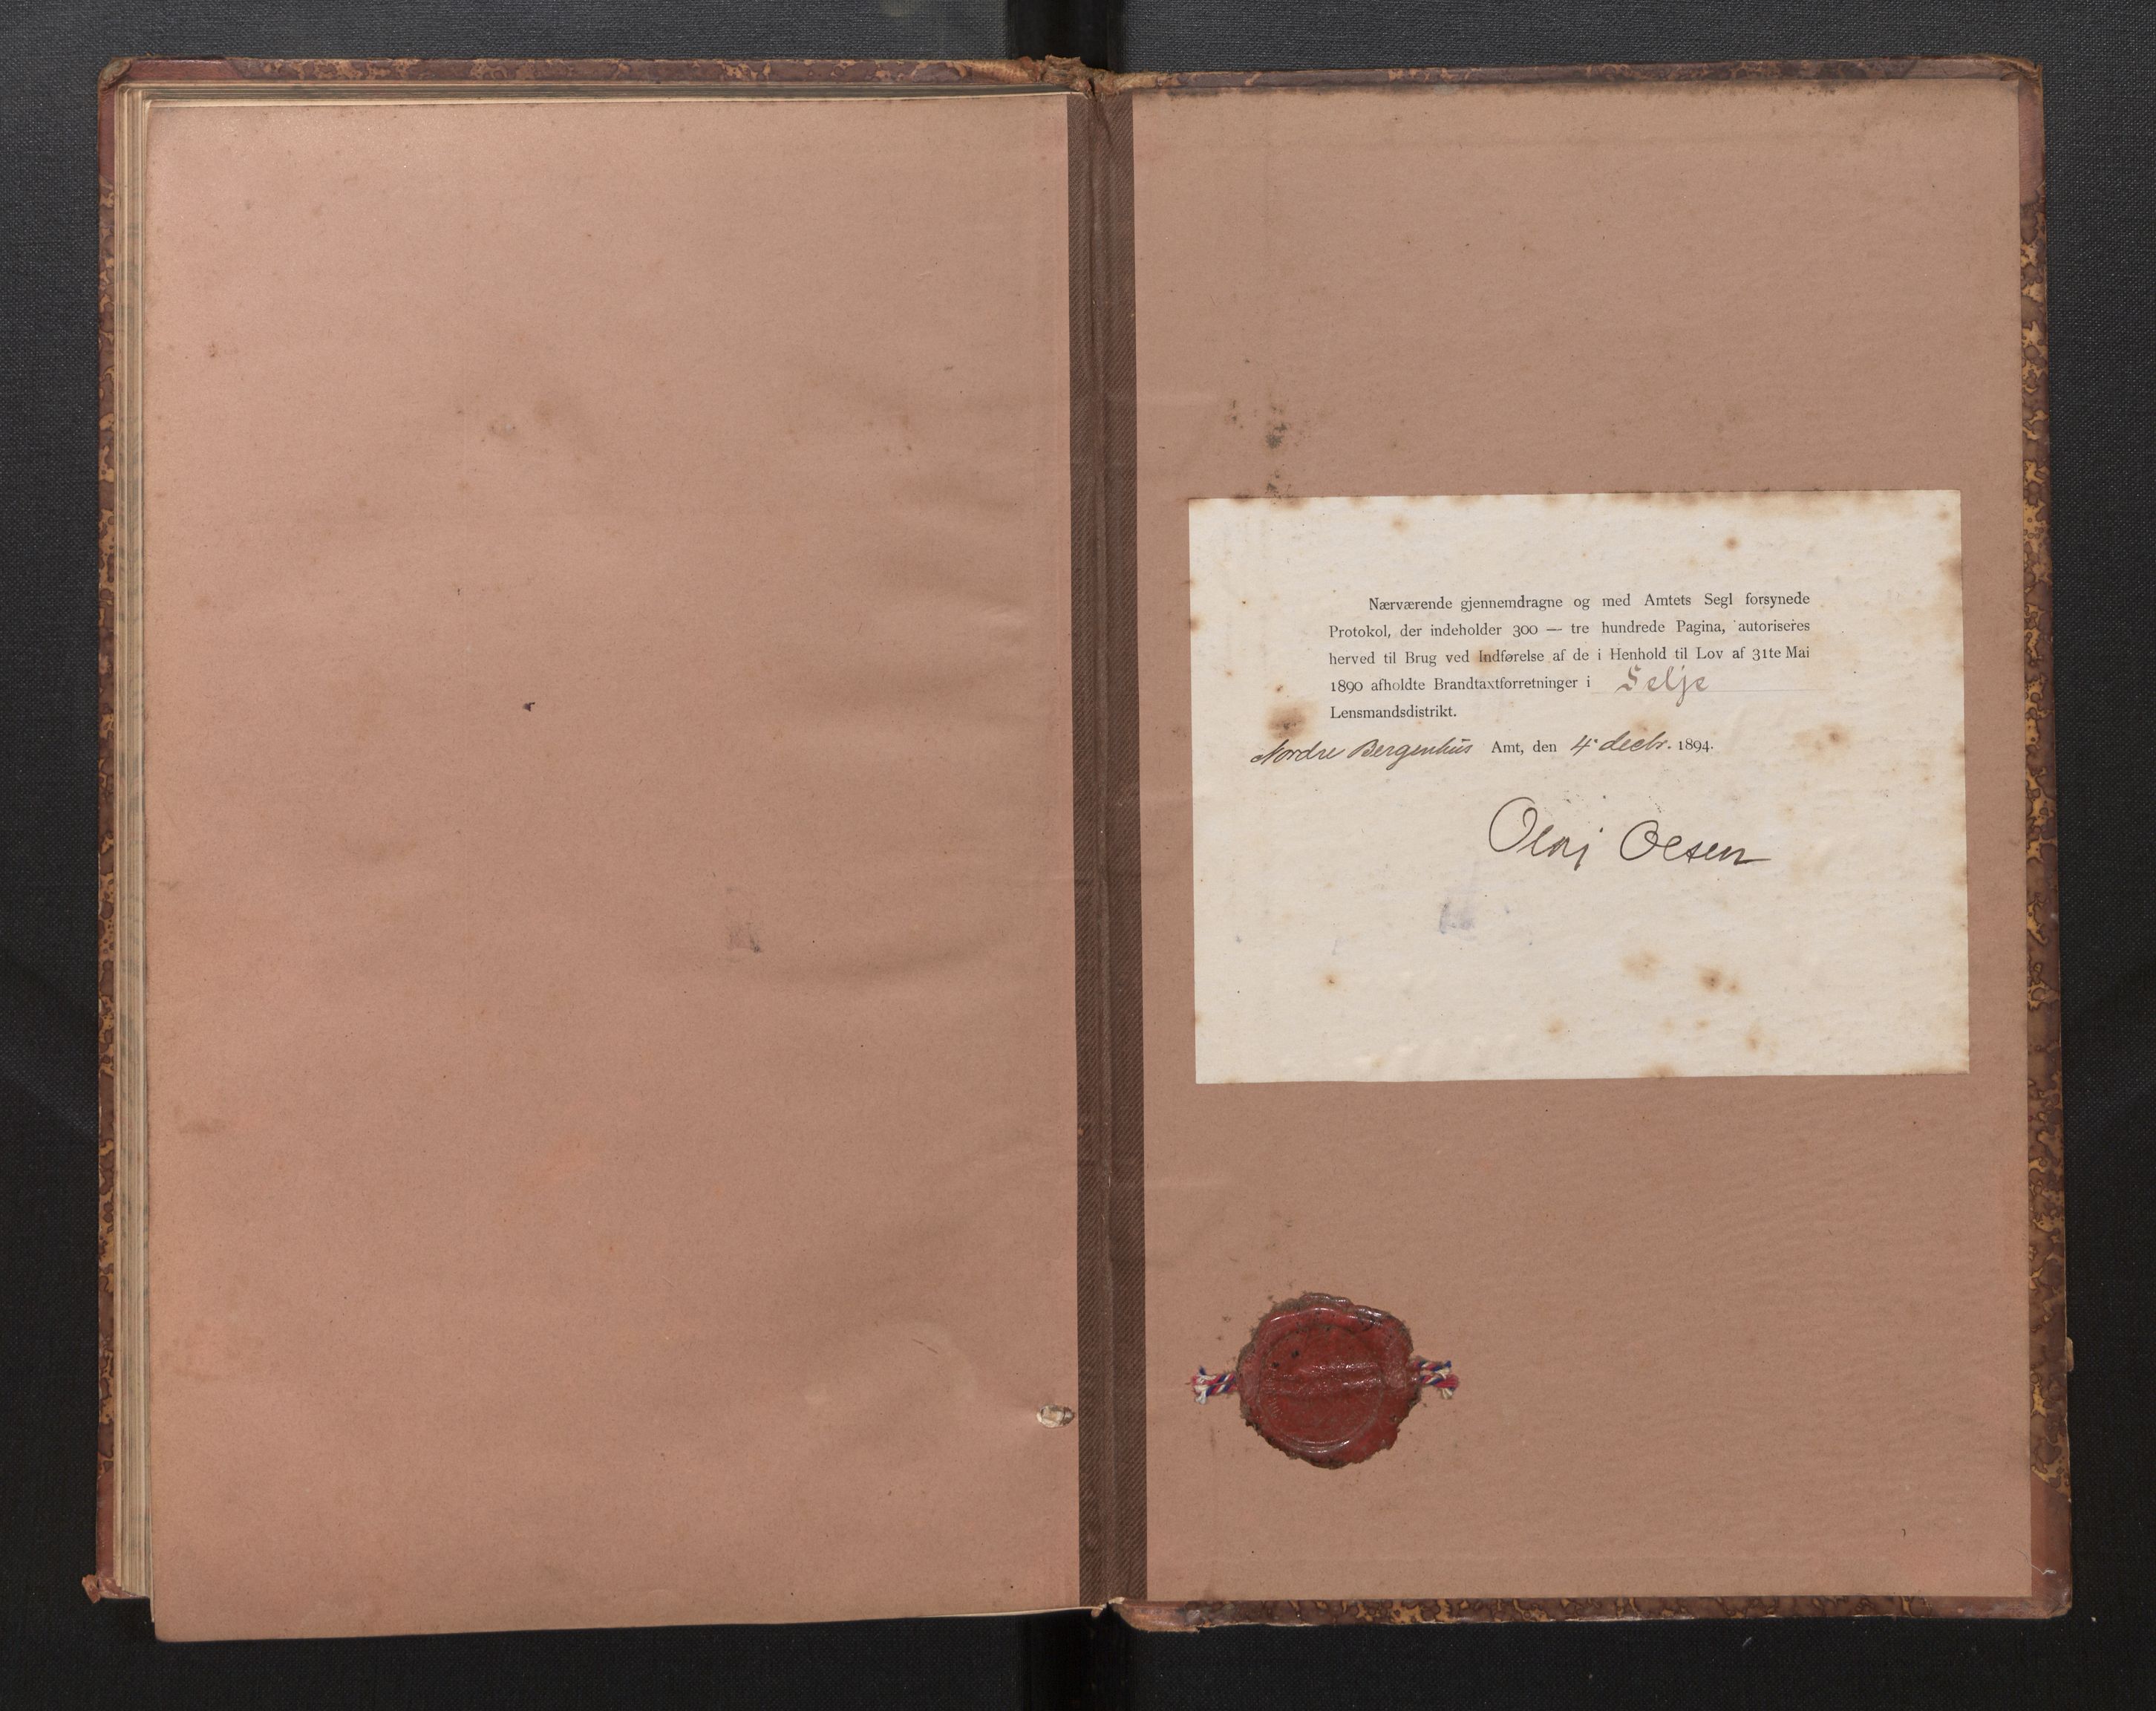 Nærværende gjennemdragne og med Amtets Segl forsynede
Protokol, der indeholder 300 — tre hundrede Pagina, autoriseres
herved til Brug ved Indførelse af de i Henhold til Lov af 31te Mai
1890 afholdte Brandtaxtforretninger i Selje
Lensmandsdistrikt.
Nordre Bergenhus Amt, den 4 decbr. 1894.
Olaj Olsen